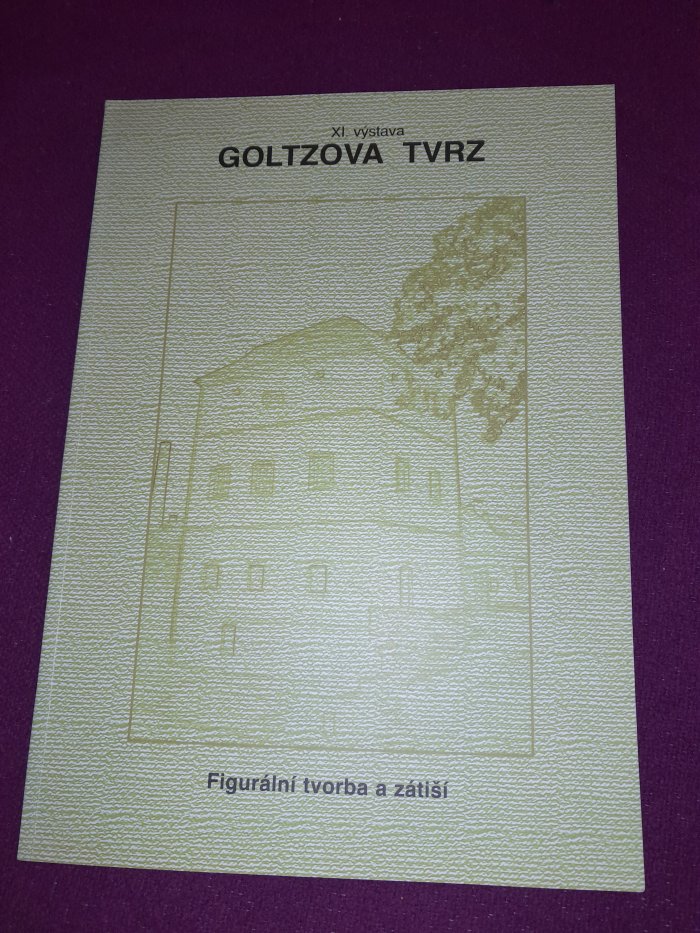 XI. výstava
GOLTZOVA TVRZ
Figurální tvorba a zátiší